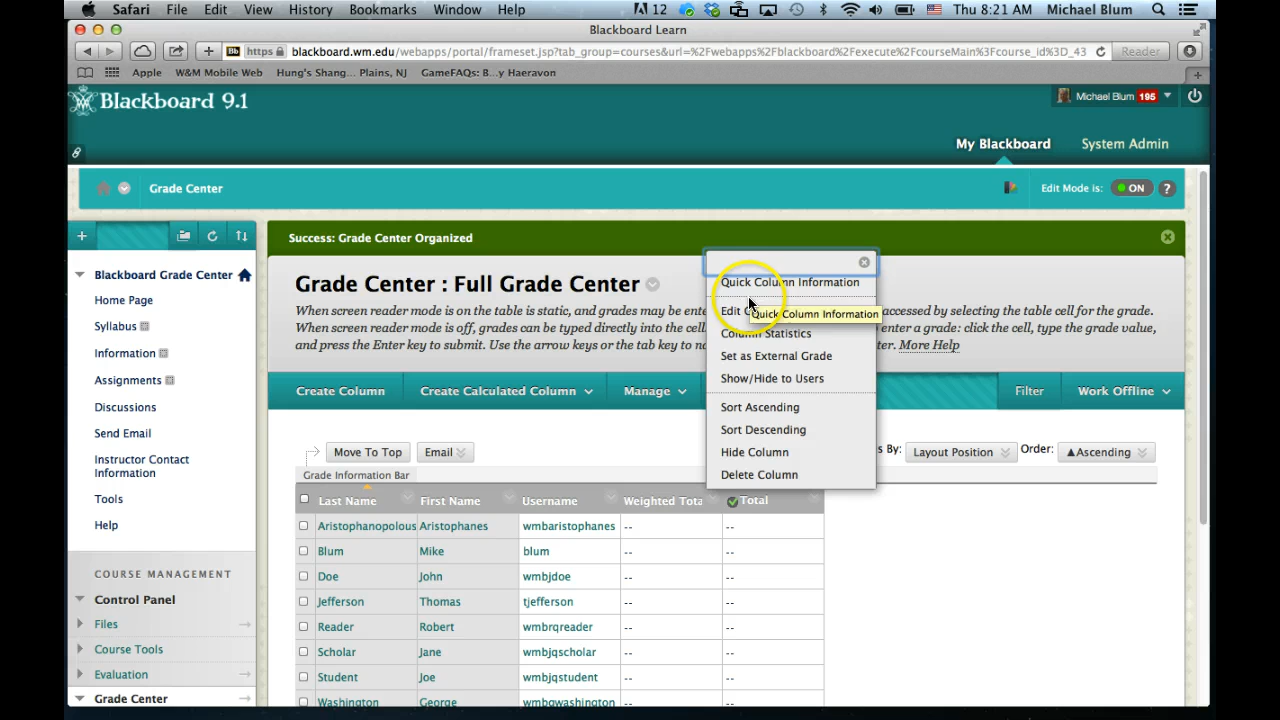 Safari File Edit View History Bookmarks Window Help 12 Thu 8:21 AM Michael Blum
Blackboard Learn
Bb https blackboard.wm.edu/webapps/portal/frameset.jsp?tab_group=courses&url=%2Fwebapps%2Fblackboard%2Fexecute%2FcourseMain%3Fcourse_id%3D_43 Reader
Apple W&M Mobile Web Hung's Shang... Plains, NJ GameFAQs: B...y Haeravon
Blackboard 9.1
Michael Blum 195
My Blackboard System Admin
Grade Center Edit Mode is: ON ?
Success: Grade Center Organized
Blackboard Grade Center
Home Page
Syllabus
Information
Assignments
Discussions
Send Email
Instructor Contact
Information
Tools
Help
COURSE MANAGEMENT
Control Panel
Files
Course Tools
Evaluation
Grade Center
Grade Center : Full Grade Center
When screen reader mode is on the table is static, and grades may be ente accessed by selecting the table cell for the grade.
When screen reader mode is off, grades can be typed directly into the cell enter a grade: click the cell, type the grade value,
and press the Enter key to submit. Use the arrow keys or the tab key to na ter. More Help
Quick Column Information
Edit C
Quick Column Information
Column Statistics
Set as External Grade
Show/Hide to Users
Sort Ascending
Sort Descending
Hide Column
Delete Column
Create Column Create Calculated Column Manage Filter Work Offline
Move To Top Email s By: Layout Position Order: ▲Ascending
Grade Information Bar
Last Name First Name Username Weighted Tota Total
Aristophanopolous Aristophanes wmbaristophanes -- --
Blum Mike blum -- --
Doe John wmbjdoe -- --
Jefferson Thomas tjefferson -- --
Reader Robert wmbrqreader -- --
Scholar Jane wmbjqscholar -- --
Student Joe wmbjqstudent -- --
Washington George wmbgwashington -- --